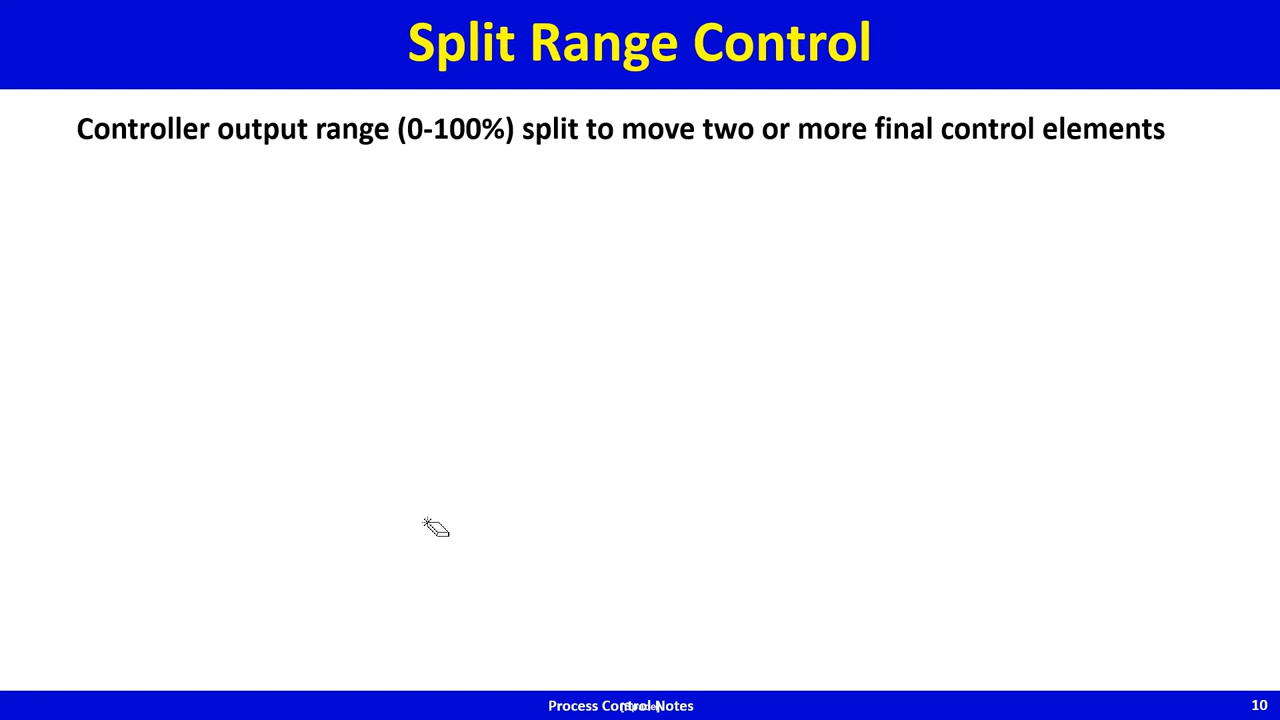 Split Range Control
Controller output range (0-100%) split to move two or more final control elements
Process Control Notes
10